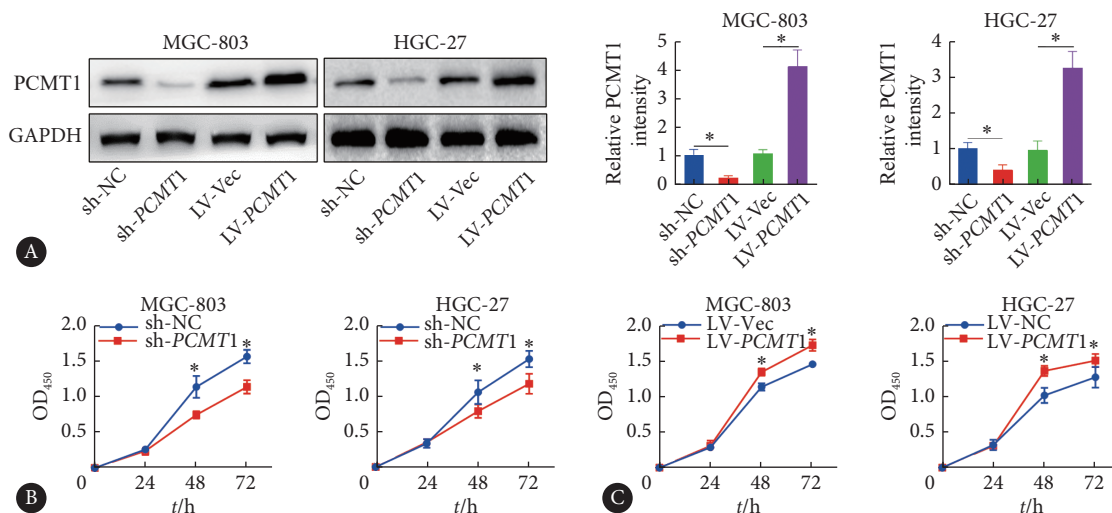 MGC-803
HGC-27
PCMT1
GAPDH
sh-NC
sh-PCMT1
LV-Vec
LV-PCMT1
sh-NC
sh-PCMT1
LV-Vec
LV-PCMT1
A
MGC-803
Relative PCMT1
intensity
5
4
3
2
1
0
*
*
sh-NC
sh-PCMT1
LV-Vec
LV-PCMT1
HGC-27
Relative PCMT1
intensity
4
3
2
1
0
*
*
sh-NC
sh-PCMT1
LV-Vec
LV-PCMT1
B
MGC-803
sh-NC
sh-PCMT1
OD450
2.0
1.5
1.0
0.5
0
*
*
24
48
72
t/h
HGC-27
sh-NC
sh-PCMT1
OD450
2.0
1.5
1.0
0.5
0
*
*
24
48
72
t/h
C
MGC-803
LV-Vec
LV-PCMT1
OD450
2.0
1.5
1.0
0.5
0
*
*
24
48
72
t/h
HGC-27
LV-NC
LV-PCMT1
OD450
2.0
1.5
1.0
0.5
0
*
*
24
48
72
t/h